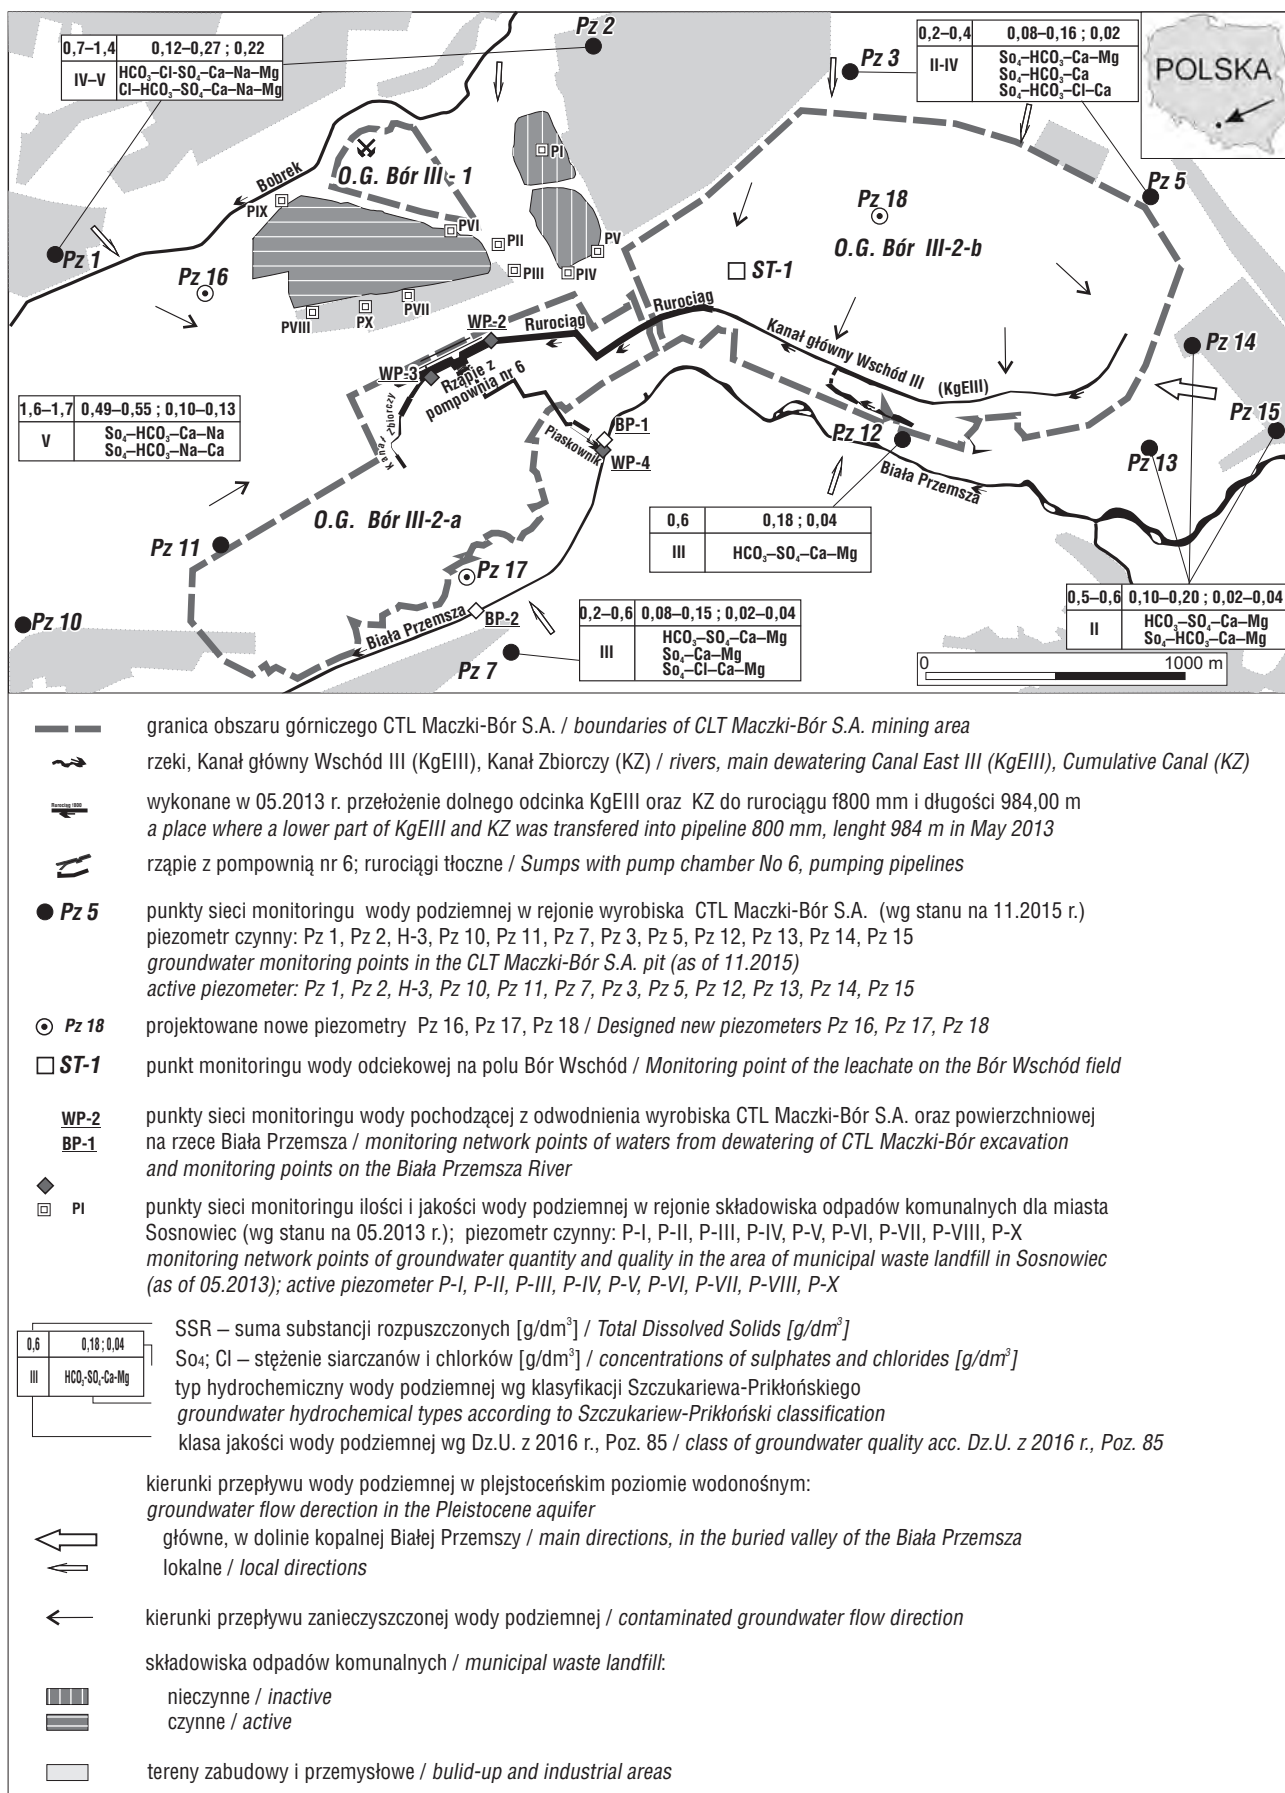 Pz 2
0,7–1,4 0,12–0,27 ; 0,22
IV–V HCO₃–Cl-SO₄–Ca–Na–Mg
Cl–HCO₃–SO₄–Ca–Na–Mg
0,2–0,4 0,08–0,16 ; 0,02
II-IV So₄–HCO₃–Ca–Mg
So₄–HCO₃–Ca
So₄–HCO₃–Cl–Ca
Pz 3
POLSKA
O.G. Bór III - 1
PI
Bobrek
PIX
PVI
PII
PV
PIII
PIV
Pz 1
Pz 16
PVIII
PX
PVII
Pz 18
Pz 5
O.G. Bór III-2-b
ST-1
Rurociąg
WP-2
Rurociąg
Kanał główny Wschód III (KgEIII)
Pz 14
WP-3
Rząpie z
pompownią nr 6
Kanał Zbiorczy
1,6–1,7 0,49–0,55 ; 0,10–0,13
V So₄–HCO₃–Ca–Na
So₄–HCO₃–Na–Ca
Piaskownik
BP-1
WP-4
Pz 12
Pz 15
Pz 13
Biała Przemsza
O.G. Bór III-2-a
0,6 0,18 ; 0,04
III HCO₃–SO₄–Ca–Mg
Pz 11
Pz 17
Pz 10
Biała Przemsza
BP-2
Pz 7
0,2–0,6 0,08–0,15 ; 0,02–0,04
III HCO₃–SO₄–Ca–Mg
So₄–Ca–Mg
So₄–Cl–Ca–Mg
0,5–0,6 0,10–0,20 ; 0,02–0,04
II HCO₃–SO₄–Ca–Mg
So₄–HCO₃–Ca–Mg
0 1000 m
granica obszaru górniczego CTL Maczki-Bór S.A. / boundaries of CLT Maczki-Bór S.A. mining area
rzeki, Kanał główny Wschód III (KgEIII), Kanał Zbiorczy (KZ) / rivers, main dewatering Canal East III (KgEIII), Cumulative Canal (KZ)
wykonane w 05.2013 r. przełożenie dolnego odcinka KgEIII oraz KZ do rurociągu f800 mm i długości 984,00 m
a place where a lower part of KgEIII and KZ was transfered into pipeline 800 mm, lenght 984 m in May 2013
rząpie z pompownią nr 6; rurociągi tłoczne / Sumps with pump chamber No 6, pumping pipelines
Pz 5 punkty sieci monitoringu wody podziemnej w rejonie wyrobiska CTL Maczki-Bór S.A. (wg stanu na 11.2015 r.)
piezometr czynny: Pz 1, Pz 2, H-3, Pz 10, Pz 11, Pz 7, Pz 3, Pz 5, Pz 12, Pz 13, Pz 14, Pz 15
groundwater monitoring points in the CLT Maczki-Bór S.A. pit (as of 11.2015)
active piezometer: Pz 1, Pz 2, H-3, Pz 10, Pz 11, Pz 7, Pz 3, Pz 5, Pz 12, Pz 13, Pz 14, Pz 15
Pz 18 projektowane nowe piezometry Pz 16, Pz 17, Pz 18 / Designed new piezometers Pz 16, Pz 17, Pz 18
ST-1 punkt monitoringu wody odciekowej na polu Bór Wschód / Monitoring point of the leachate on the Bór Wschód field
WP-2 punkty sieci monitoringu wody pochodzącej z odwodnienia wyrobiska CTL Maczki-Bór S.A. oraz powierzchniowej
BP-1 na rzece Biała Przemsza / monitoring network points of waters from dewatering of CTL Maczki-Bór excavation
and monitoring points on the Biała Przemsza River
PI punkty sieci monitoringu ilości i jakości wody podziemnej w rejonie składowiska odpadów komunalnych dla miasta
Sosnowiec (wg stanu na 05.2013 r.); piezometr czynny: P-I, P-II, P-III, P-IV, P-V, P-VI, P-VII, P-VIII, P-X
monitoring network points of groundwater quantity and quality in the area of municipal waste landfill in Sosnowiec
(as of 05.2013); active piezometer P-I, P-II, P-III, P-IV, P-V, P-VI, P-VII, P-VIII, P-X
0,6 0,18 ; 0,04
III HCO₃-SO₄-Ca-Mg
SSR – suma substancji rozpuszczonych [g/dm³] / Total Dissolved Solids [g/dm³]
So₄; Cl – stężenie siarczanów i chlorków [g/dm³] / concentrations of sulphates and chlorides [g/dm³]
typ hydrochemiczny wody podziemnej wg klasyfikacji Szczukariewa-Prikłońskiego
groundwater hydrochemical types according to Szczukariew-Prikłoński classification
klasa jakości wody podziemnej wg Dz.U. z 2016 r., Poz. 85 / class of groundwater quality acc. Dz.U. z 2016 r., Poz. 85
kierunki przepływu wody podziemnej w plejstoceńskim poziomie wodonośnym:
groundwater flow derection in the Pleistocene aquifer
główne, w dolinie kopalnej Białej Przemszy / main directions, in the buried valley of the Biała Przemsza
lokalne / local directions
kierunki przepływu zanieczyszczonej wody podziemnej / contaminated groundwater flow direction
składowiska odpadów komunalnych / municipal waste landfill:
nieczynne / inactive
czynne / active
tereny zabudowy i przemysłowe / bulid-up and industrial areas